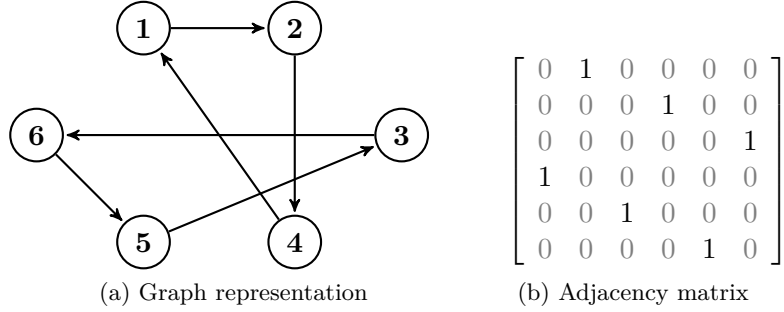 1 2
6 3
5 4
0 1 0 0 0 0
0 0 0 1 0 0
0 0 0 0 0 1
1 0 0 0 0 0
0 0 1 0 0 0
0 0 0 0 1 0
(a) Graph representation
(b) Adjacency matrix